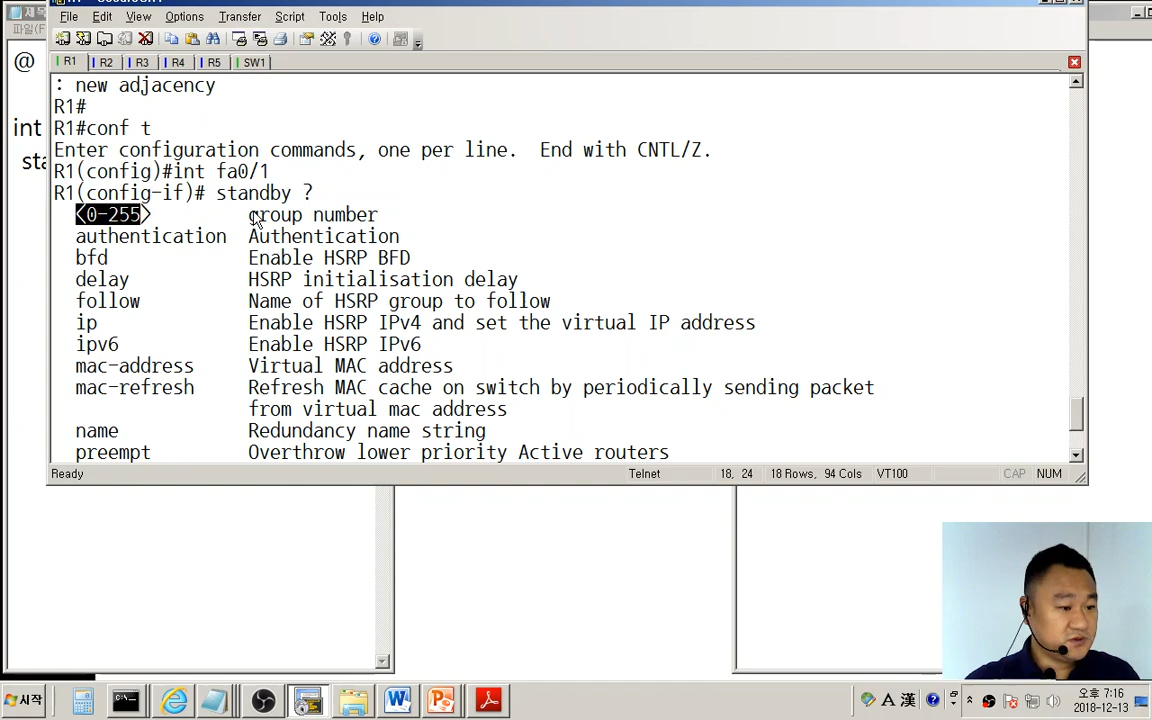 File Edit View Options Transfer Script Tools Help
R1 R2 R3 R4 R5 SW1
: new adjacency
R1#
R1#conf t
Enter configuration commands, one per line.  End with CNTL/Z.
R1(config)#int fa0/1
R1(config-if)# standby ?
<0-255> group number
authentication Authentication
bfd Enable HSRP BFD
delay HSRP initialisation delay
follow Name of HSRP group to follow
ip Enable HSRP IPv4 and set the virtual IP address
ipv6 Enable HSRP IPv6
mac-address Virtual MAC address
mac-refresh Refresh MAC cache on switch by periodically sending packet
from virtual mac address
name Redundancy name string
preempt Overthrow lower priority Active routers
Ready Telnet 18, 24 18 Rows, 94 Cols VT100 CAP NUM
@
int
sta
시작
A 漢
오후 7:16
2018-12-13